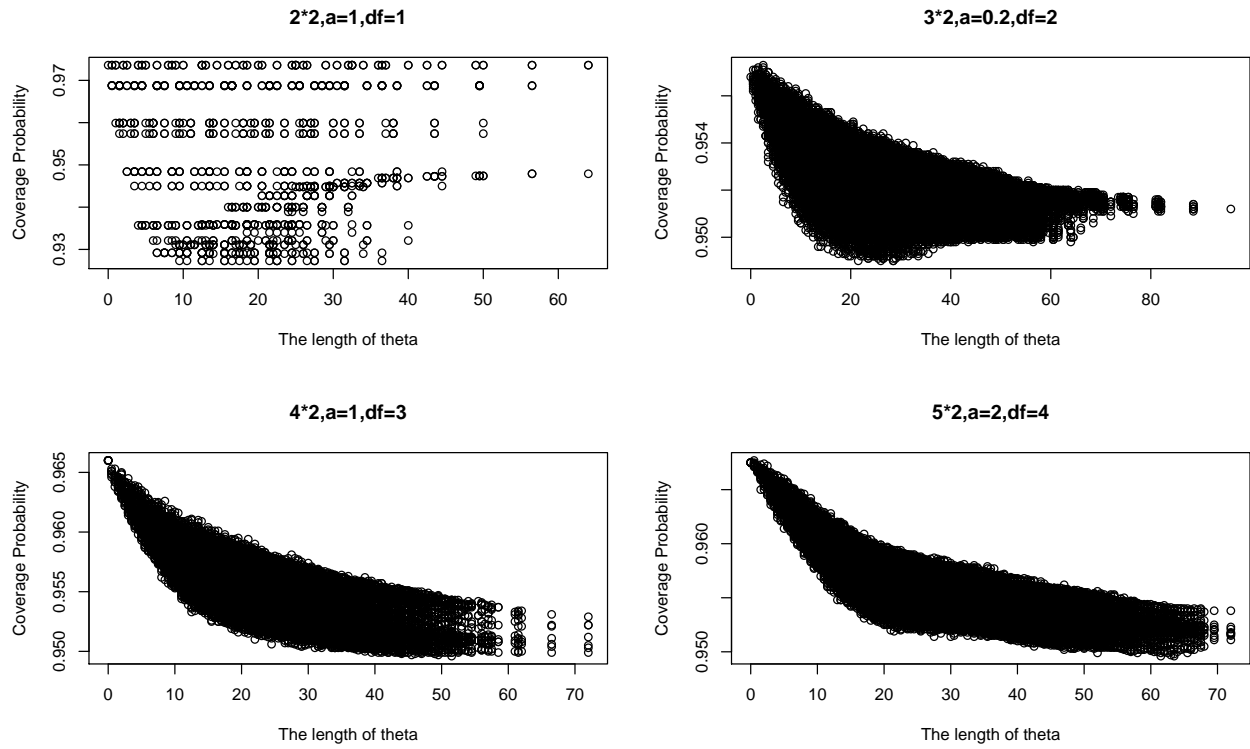 2*2,a=1,df=1
Coverage Probability
0.97
0.95
0.93
0 10 20 30 40 50 60
The length of theta
3*2,a=0.2,df=2
Coverage Probability
0.954
0.950
0 20 40 60 80
The length of theta
4*2,a=1,df=3
Coverage Probability
0.965
0.960
0.955
0.950
0 10 20 30 40 50 60 70
The length of theta
5*2,a=2,df=4
Coverage Probability
0.960
0.950
0 10 20 30 40 50 60 70
The length of theta